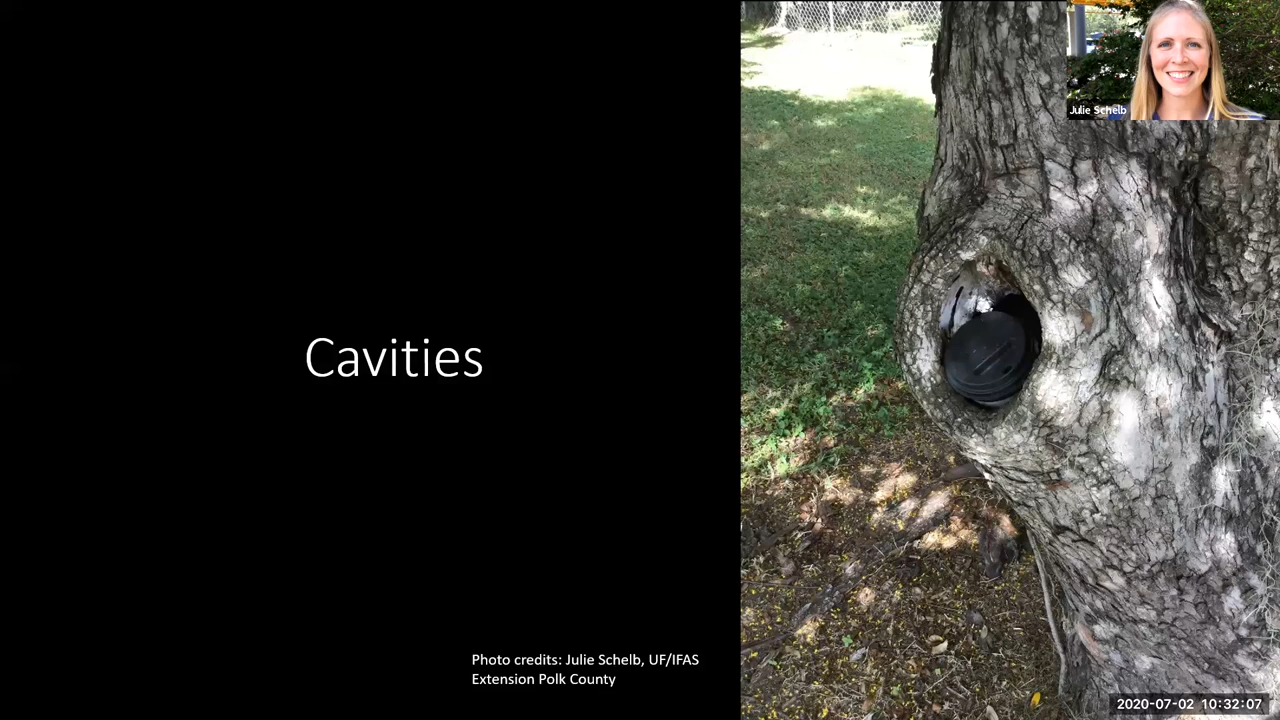 Julie Schelb
Cavities
Photo credits: Julie Schelb, UF/IFAS
Extension Polk County
2020-07-02 10:32:07